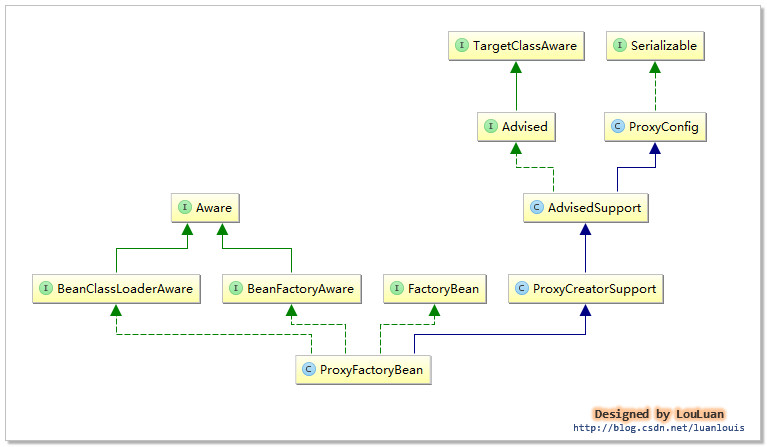 I TargetClassAware
I Serializable
I Advised
C ProxyConfig
I Aware
C AdvisedSupport
I BeanClassLoaderAware
I BeanFactoryAware
I FactoryBean
C ProxyCreatorSupport
C ProxyFactoryBean
Designed by LouLuan
http://blog.csdn.net/luanlouis